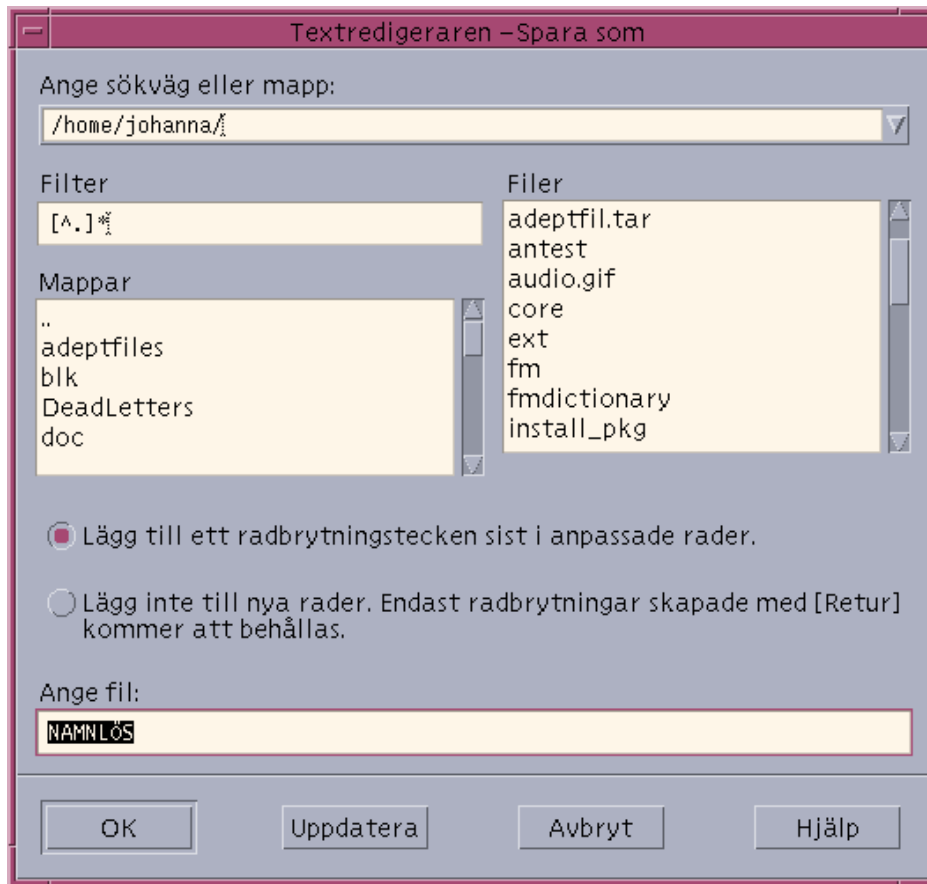 Textredigeraren –Spara som
Ange sökväg eller mapp:
/home/johanna/
Filter
[^.]*
Mappar
..
adeptfiles
blk
DeadLetters
doc
Filer
adeptfil.tar
antest
audio.gif
core
ext
fm
fmdictionary
install_pkg
Lägg till ett radbrytningstecken sist i anpassade rader.
Lägg inte till nya rader. Endast radbrytningar skapade med [Retur]
kommer att behållas.
Ange fil:
NAMNLÖS
OK
Uppdatera
Avbryt
Hjälp